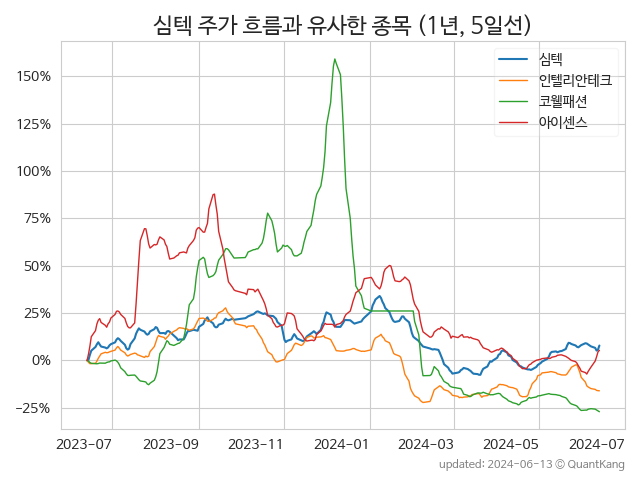 심텍 주가 흐름과 유사한 종목 (1년, 5일선)
심텍
인텔리안테크
코웰패션
아이센스
150%
125%
100%
75%
50%
25%
0%
−25%
2023-07 2023-09 2023-11 2024-01 2024-03 2024-05 2024-07
updated: 2024-06-13 © QuantKang